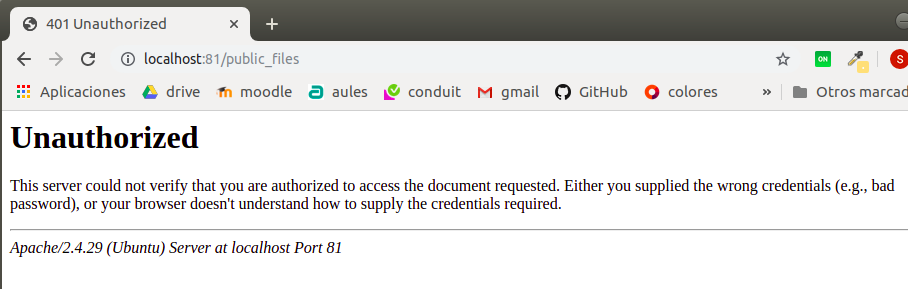 401 Unauthorized
localhost:81/public_files
ON
S
Aplicaciones drive moodle aules conduit gmail GitHub colores » Otros marcad
Unauthorized
This server could not verify that you are authorized to access the document requested. Either you supplied the wrong credentials (e.g., bad
password), or your browser doesn't understand how to supply the credentials required.
Apache/2.4.29 (Ubuntu) Server at localhost Port 81